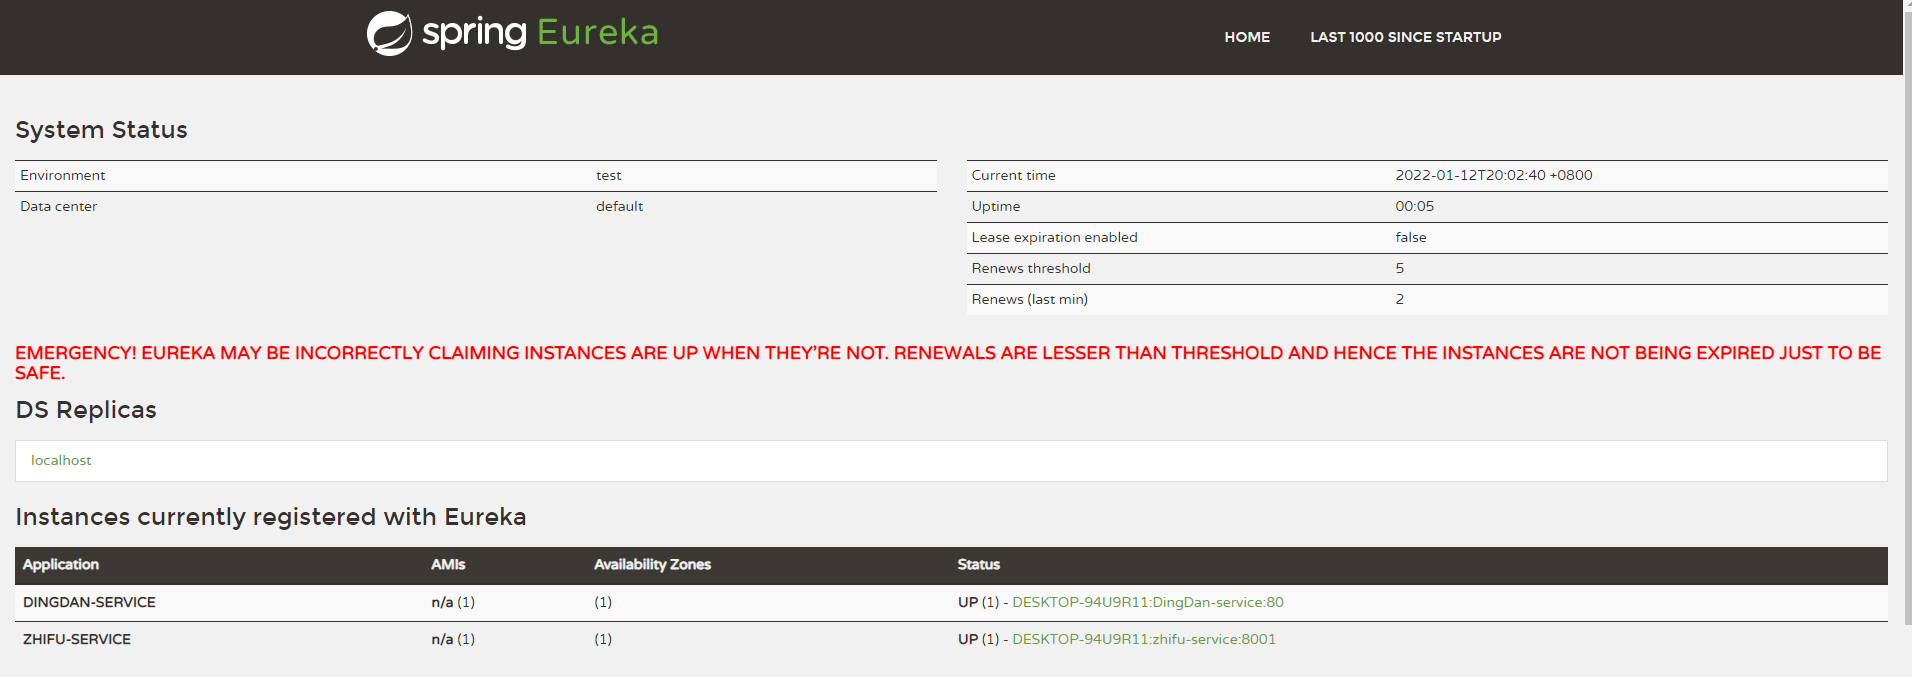 spring Eureka
HOME LAST 1000 SINCE STARTUP
System Status
Environment test
Data center default
Current time 2022-01-12T20:02:40 +0800
Uptime 00:05
Lease expiration enabled false
Renews threshold 5
Renews (last min) 2
EMERGENCY! EUREKA MAY BE INCORRECTLY CLAIMING INSTANCES ARE UP WHEN THEY'RE NOT. RENEWALS ARE LESSER THAN THRESHOLD AND HENCE THE INSTANCES ARE NOT BEING EXPIRED JUST TO BE
SAFE.
DS Replicas
localhost
Instances currently registered with Eureka
Application AMIs Availability Zones Status
DINGDAN-SERVICE n/a (1) (1) UP (1) - DESKTOP-94U9R11:DingDan-service:80
ZHIFU-SERVICE n/a (1) (1) UP (1) - DESKTOP-94U9R11:zhifu-service:8001